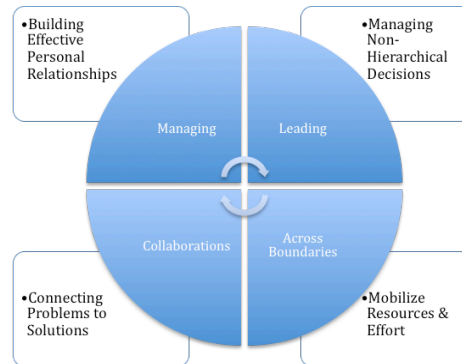 •Building
Effective
Personal
Relationships
•Managing
Non-
Hierarchical
Decisions
Managing
Leading
Collaborations
Across
Boundaries
•Connecting
Problems to
Solutions
•Mobilize
Resources &
Effort